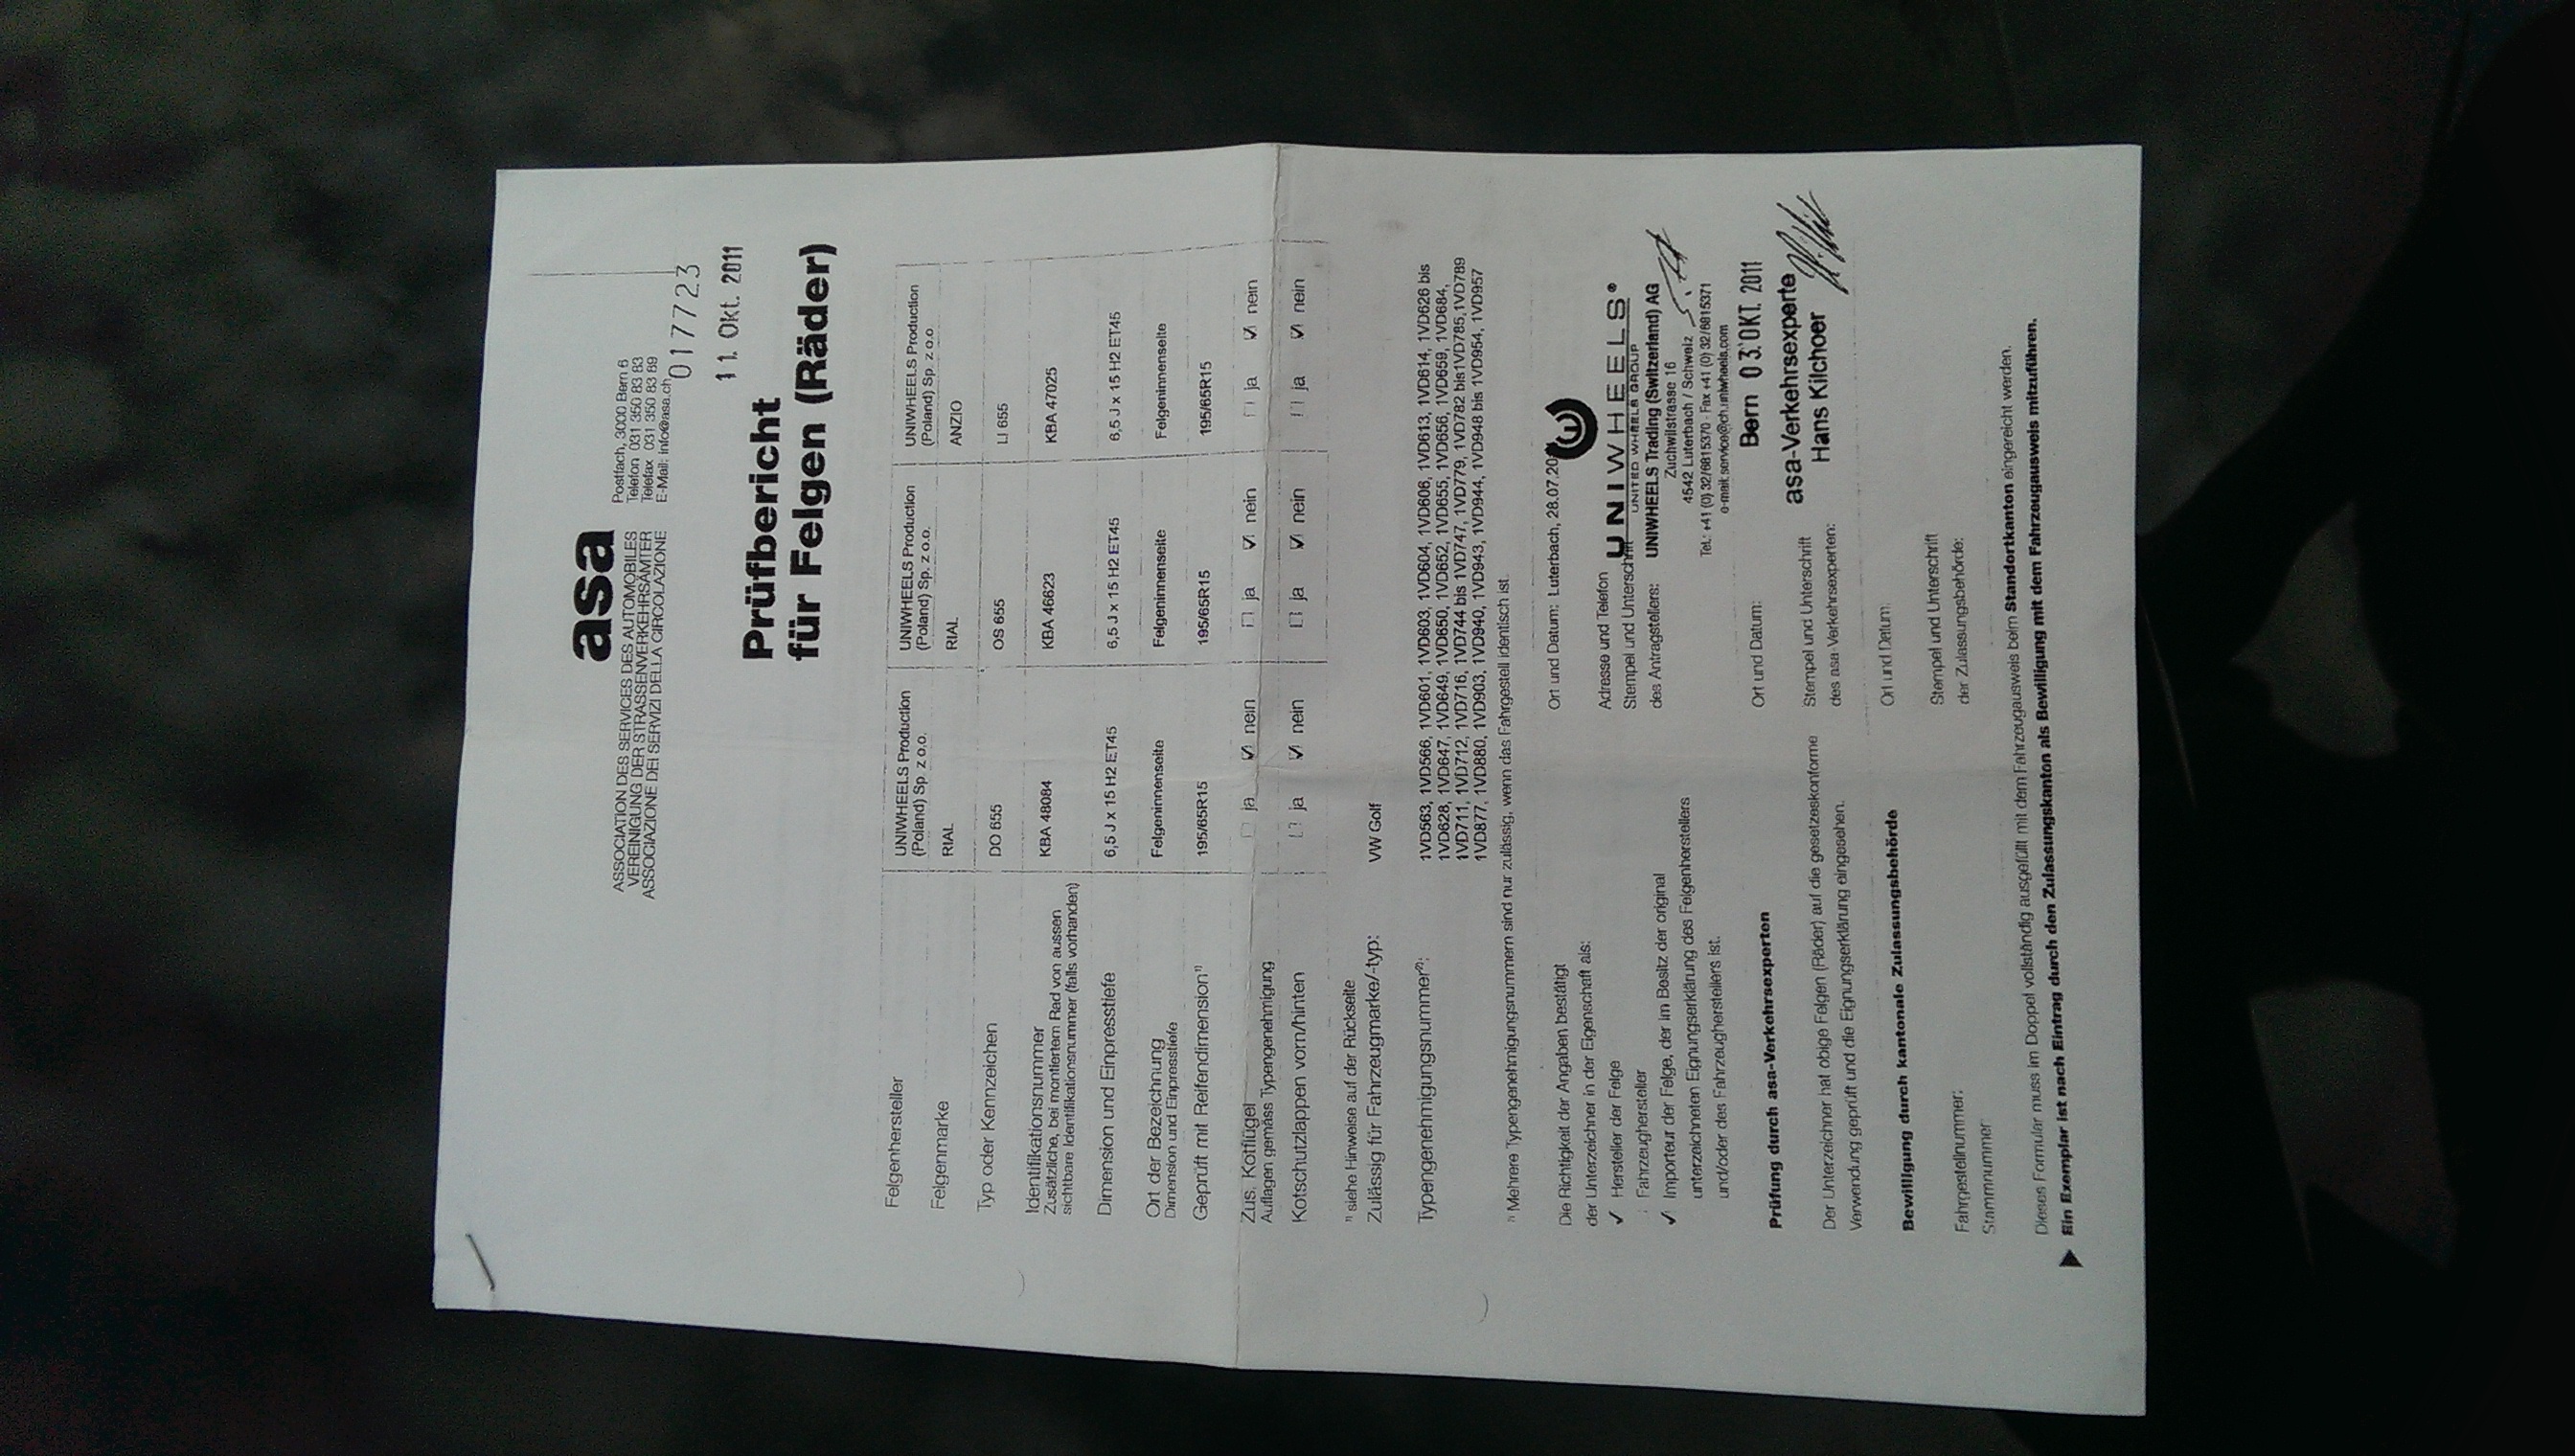 asa
ASSOCIATION DES SERVICES DES AUTOMOBILES
VEREINIGUNG DER STRASSENVERKEHRSÄMTER
ASSOCIAZIONE DEI SERVIZI DELLA CIRCOLAZIONE
Postfach, 3000 Bern 6
Telefon 031 350 83 83
Telefax 031 350 83 89
E-Mail: info@asa.ch
017723
11. Okt. 2011
Prüfbericht
für Felgen (Räder)
Felgenhersteller UNIWHEELS Production (Poland) Sp. z o.o. UNIWHEELS Production (Poland) Sp. z o.o. UNIWHEELS Production (Poland) Sp. z o.o
Felgenmarke RIAL RIAL ANZIO
Typ oder Kennzeichen DO 655 OS 655 LI 655
Identifikationsnummer KBA 48084 KBA 46623 KBA 47025
Zusätzliche, bei montiertem Rad von aussen
sichtbare Identifikationsnummer (falls vorhanden)
Dimension und Einpresstiefe 6,5 J x 15 H2 ET45 6,5 J x 15 H2 ET45 6,5 J x 15 H2 ET45
Ort der Bezeichnung Felgeninnenseite Felgeninnenseite Felgeninnenseite
Dimension und Einpresstiefe
Geprüft mit Reifendimension¹⁾ 195/65R15 195/65R15 195/65R15
Zus. Kotflügel ☐ ja ☑ nein ☐ ja ☑ nein ☐ ja ☑ nein
Auflagen gemäss Typengenehmigung
Kotschutzlappen vorn/hinten ☐ ja ☑ nein ☐ ja ☑ nein ☐ ja ☑ nein
¹⁾ siehe Hinweise auf der Rückseite
Zulässig für Fahrzeugmarke/-typ: VW Golf
Typengenehmigungsnummer²⁾: 1VD563, 1VD566, 1VD601, 1VD603, 1VD604, 1VD606, 1VD613, 1VD614, 1VD626 bis
1VD628, 1VD647, 1VD649, 1VD650, 1VD652, 1VD655, 1VD656, 1VD659, 1VD684,
1VD711, 1VD712, 1VD716, 1VD744 bis 1VD747, 1VD779, 1VD782 bis1VD785,1VD789
1VD877, 1VD880, 1VD903, 1VD940, 1VD943, 1VD944, 1VD948 bis 1VD954, 1VD957
²⁾ Mehrere Typengenehmigungsnummern sind nur zulässig, wenn das Fahrgestell identisch ist.
Die Richtigkeit der Angaben bestätigt
der Unterzeichner in der Eigenschaft als:
✓ Hersteller der Felge
Fahrzeughersteller
✓ Importeur der Felge, der im Besitz der original
unterzeichneten Eignungserklärung des Felgenherstellers
und/oder des Fahrzeugherstellers ist.
Ort und Datum: Luterbach, 28.07.20
Adresse und Telefon
Stempel und Unterschrift
des Antragstellers:
UNIWHEELS®
UNITED WHEELS GROUP
UNIWHEELS Trading (Switzerland) AG
Zuchwilstrasse 16
4542 Luterbach / Schweiz
Tel.: +41 (0) 32/6815370 - Fax +41 (0) 32/6815371
e-mail: service@ch.uniwheels.com
Prüfung durch asa-Verkehrsexperten
Der Unterzeichner hat obige Felgen (Räder) auf die gesetzeskonforme
Verwendung geprüft und die Eignungserklärung eingesehen.
Ort und Datum: Bern 03. OKT. 2011
Stempel und Unterschrift
des asa-Verkehrsexperten:
asa-Verkehrsexperte
Hans Kilchoer
Bewilligung durch kantonale Zulassungsbehörde
Ort und Datum:
Fahrgestellnummer:
Stammnummer
Stempel und Unterschrift
der Zulassungsbehörde:
Dieses Formular muss im Doppel vollständig ausgefüllt mit dem Fahrzeugausweis beim Standortkanton eingereicht werden.
▶ Ein Exemplar ist nach Eintrag durch den Zulassungskanton als Bewilligung mit dem Fahrzeugausweis mitzuführen.